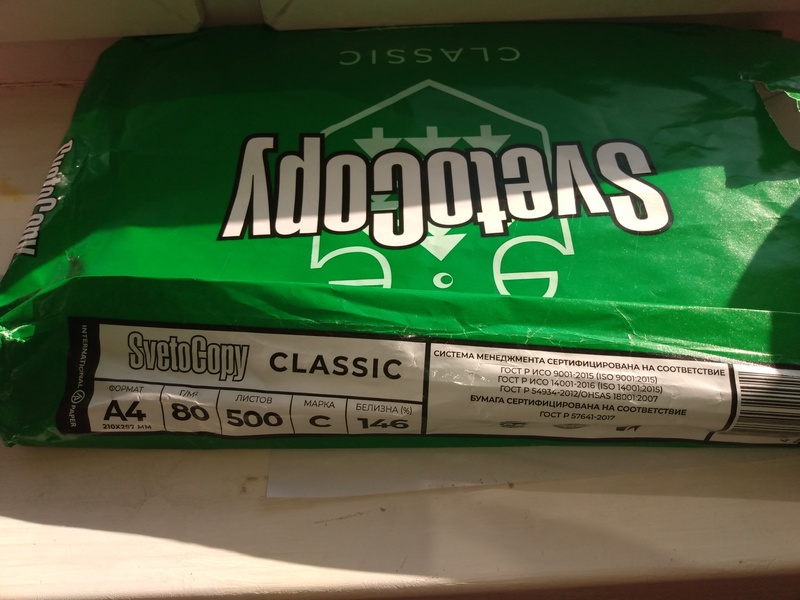 CLASSIC
SvetoCopy
SvetoCopy
INTERNATIONAL PAPER
SvetoCopy CLASSIC
ФОРМАТ
A4
210X297 ММ
Г/М²
80
ЛИСТОВ
500
МАРКА
C
БЕЛИЗНА (%)
146
СИСТЕМА МЕНЕДЖМЕНТА СЕРТИФИЦИРОВАНА НА СООТВЕТСТВИЕ
ГОСТ Р ИСО 9001-2015 (ISO 9001:2015)
ГОСТ Р ИСО 14001-2016 (ISO 14001:2015)
ГОСТ Р 54934-2012/OHSAS 18001:2007
БУМАГА СЕРТИФИЦИРОВАНА НА СООТВЕТСТВИЕ
ГОСТ Р 57641-2017